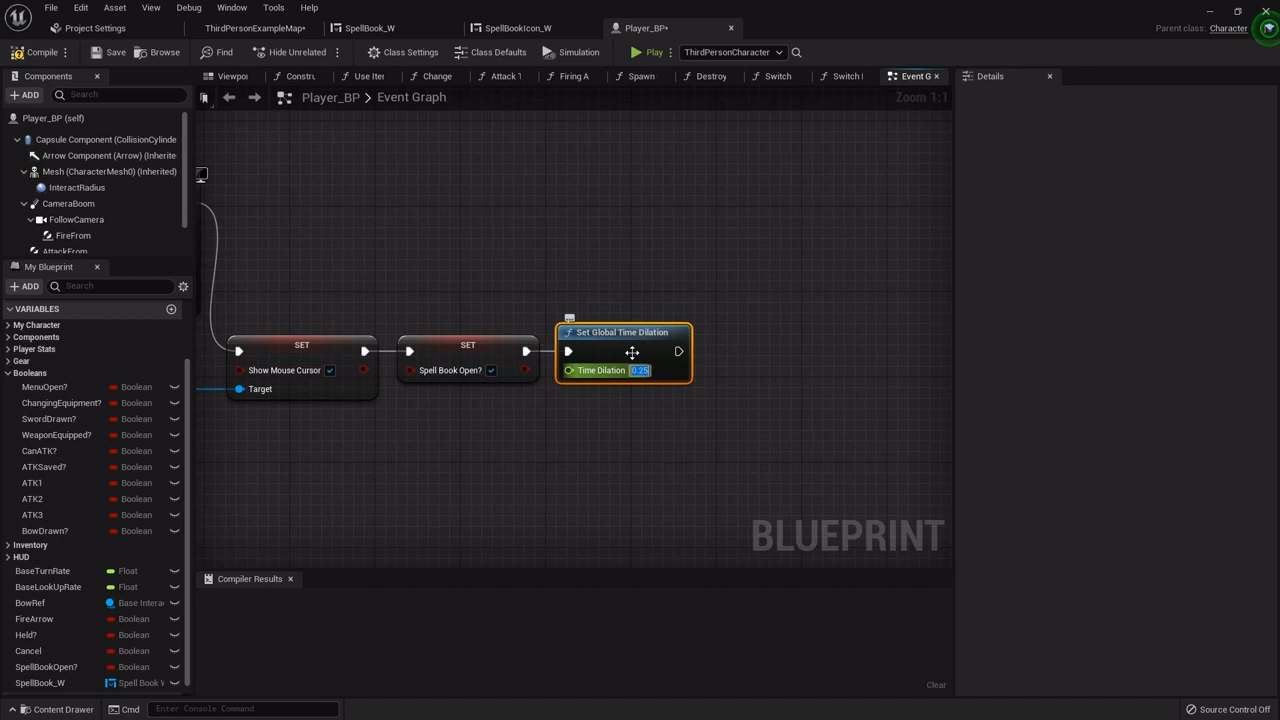 File Edit Asset View Debug Window Tools Help
Project Settings ThirdPersonExampleMap* SpellBook_W SpellBookIcon_W Player_BP* Parent class: Character
Compile Save Browse Find Hide Unrelated Class Settings Class Defaults Simulation Play ThirdPersonCharacter
Components Viewpo Constru Use Iter Change Attack T Firing A Spawn Destroy Switch Switch I Event G Details
ADD Search Player_BP > Event Graph Zoom 1:1
Player_BP (self)
Capsule Component (CollisionCylinde
Arrow Component (Arrow) (Inherite
Mesh (CharacterMesh0) (Inherited)
InteractRadius
CameraBoom
FollowCamera
FireFrom
AttackFrom
My Blueprint
ADD Search
VARIABLES
My Character
Components
Player Stats
Gear
Booleans
MenuOpen? Boolean
ChangingEquipment? Boolean
SwordDrawn? Boolean
WeaponEquipped? Boolean
CanATK? Boolean
ATKSaved? Boolean
ATK1 Boolean
ATK2 Boolean
ATK3 Boolean
BowDrawn? Boolean
Inventory
HUD
BaseTurnRate Float
BaseLookUpRate Float
BowRef Base Intera
FireArrow Boolean
Held? Boolean
Cancel Boolean
SpellBookOpen? Boolean
SpellBook_W Spell Book V
SET
Show Mouse Cursor
Target
SET
Spell Book Open?
Set Global Time Dilation
Time Dilation 0.25
BLUEPRINT
Compiler Results
Clear
Content Drawer Cmd Enter Console Command Source Control Off